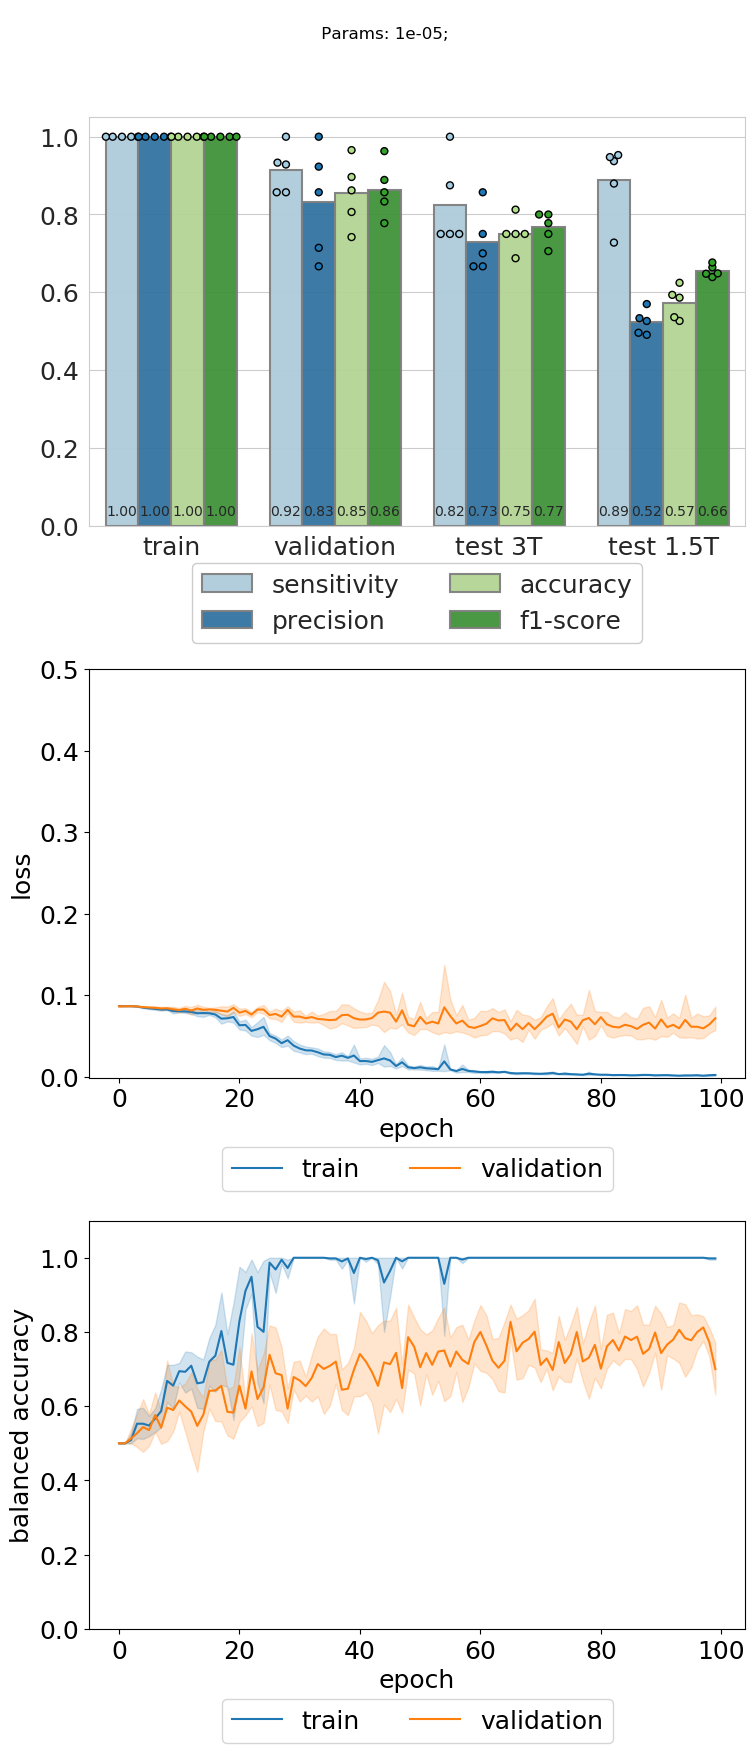 Params: 1e-05;
1.0
0.8
0.6
0.4
0.2
0.0
1.00 1.00 1.00 1.00 0.92 0.83 0.85 0.86 0.82 0.73 0.75 0.77 0.89 0.52 0.57 0.66
train validation test 3T test 1.5T
sensitivity accuracy
precision f1-score
0.5
0.4
0.3
0.2
0.1
0.0
loss
0 20 40 60 80 100
epoch
train validation
1.0
0.8
0.6
0.4
0.2
0.0
balanced accuracy
0 20 40 60 80 100
epoch
train validation